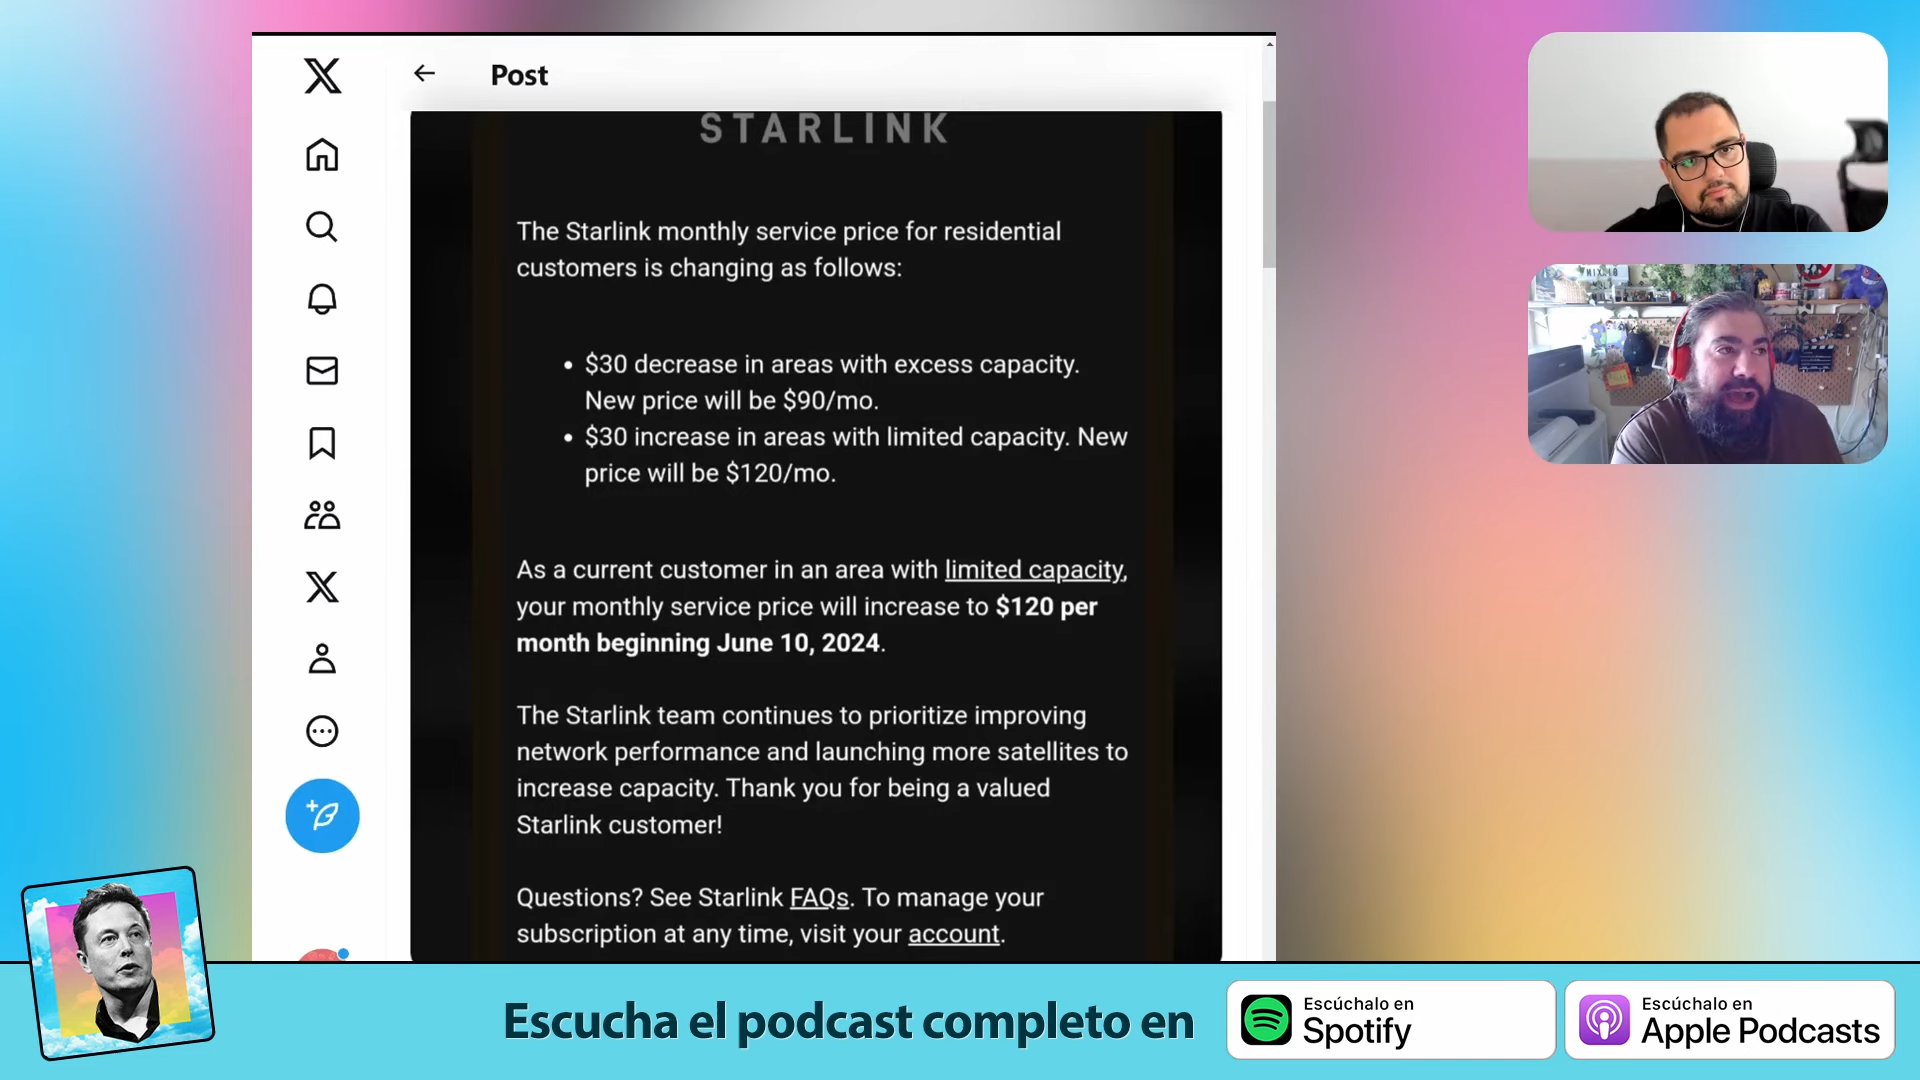 Post
STARLINK
The Starlink monthly service price for residential
customers is changing as follows:
• $30 decrease in areas with excess capacity.
New price will be $90/mo.
• $30 increase in areas with limited capacity. New
price will be $120/mo.
As a current customer in an area with limited capacity,
your monthly service price will increase to $120 per
month beginning June 10, 2024.
The Starlink team continues to prioritize improving
network performance and launching more satellites to
increase capacity. Thank you for being a valued
Starlink customer!
Questions? See Starlink FAQs. To manage your
subscription at any time, visit your account.
Escucha el podcast completo en
Escúchalo en
Spotify
Escúchalo en
Apple Podcasts